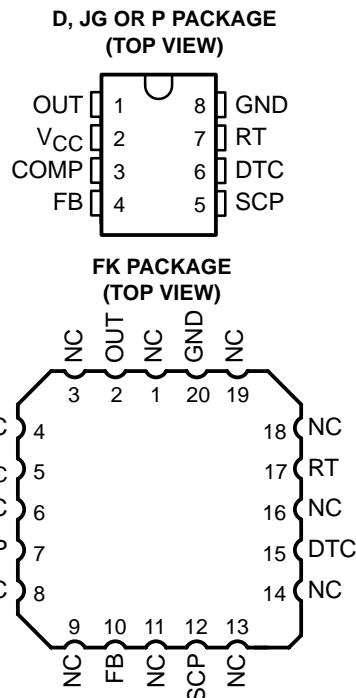 D, JG OR P PACKAGE
(TOP VIEW)
OUT 1 8 GND
VCC 2 7 RT
COMP 3 6 DTC
FB 4 5 SCP
FK PACKAGE
(TOP VIEW)
NC OUT NC GND NC
3 2 1 20 19
4 18 NC
5 17 RT
6 16 NC
7 15 DTC
8 14 NC
9 10 11 12 13
NC FB NC SCP NC